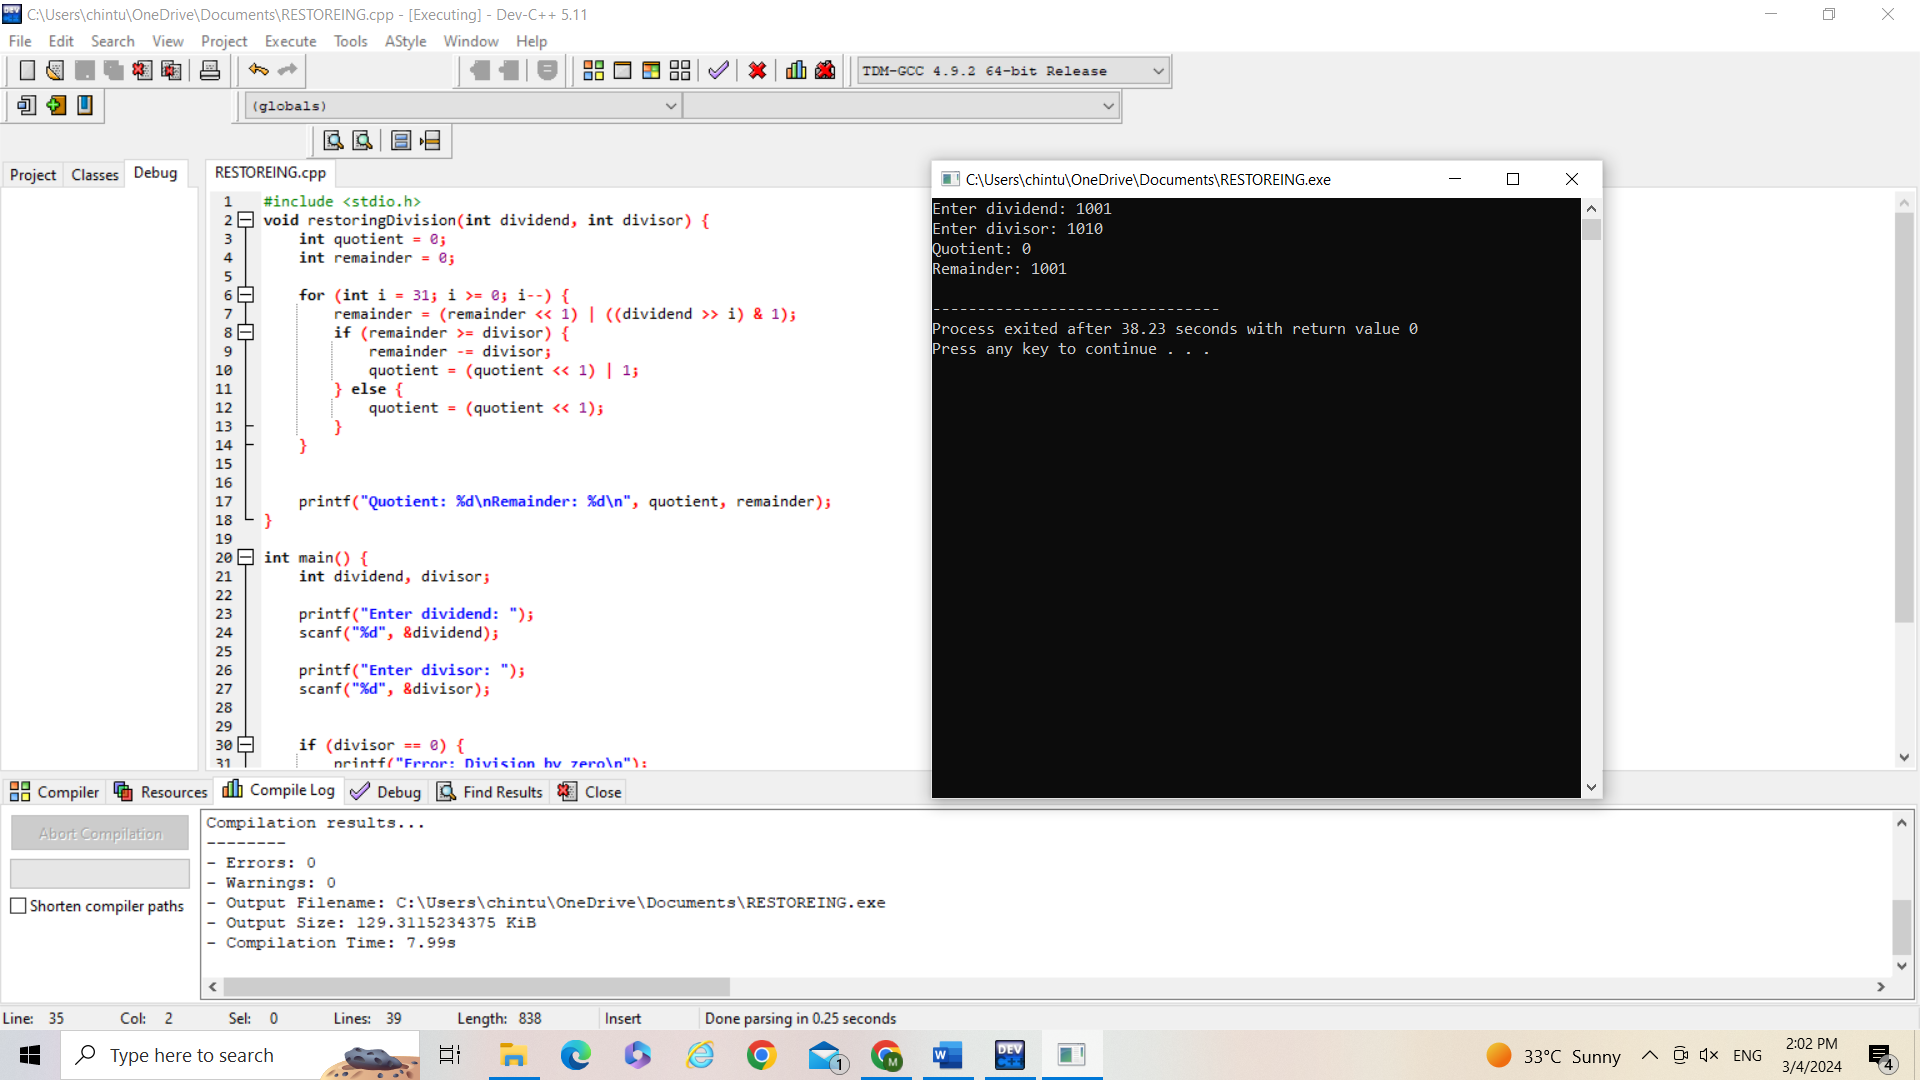 C:\Users\chintu\OneDrive\Documents\RESTOREING.cpp - [Executing] - Dev-C++ 5.11
File Edit Search View Project Execute Tools AStyle Window Help
TDM-GCC 4.9.2 64-bit Release
(globals)
Project Classes Debug
RESTOREING.cpp
1 #include <stdio.h>
2 void restoringDivision(int dividend, int divisor) {
3 int quotient = 0;
4 int remainder = 0;
5
6 for (int i = 31; i >= 0; i--) {
7 remainder = (remainder << 1) | ((dividend >> i) & 1);
8 if (remainder >= divisor) {
9 remainder -= divisor;
10 quotient = (quotient << 1) | 1;
11 } else {
12 quotient = (quotient << 1);
13 }
14 }
15
16
17 printf("Quotient: %d\nRemainder: %d\n", quotient, remainder);
18 }
19
20 int main() {
21 int dividend, divisor;
22
23 printf("Enter dividend: ");
24 scanf("%d", &dividend);
25
26 printf("Enter divisor: ");
27 scanf("%d", &divisor);
28
29
30 if (divisor == 0) {
31 printf("Error: Division by zero\n");
C:\Users\chintu\OneDrive\Documents\RESTOREING.exe
Enter dividend: 1001
Enter divisor: 1010
Quotient: 0
Remainder: 1001
--------------------------------
Process exited after 38.23 seconds with return value 0
Press any key to continue . . .
Compiler Resources Compile Log Debug Find Results Close
Abort Compilation
Shorten compiler paths
Compilation results...
--------
- Errors: 0
- Warnings: 0
- Output Filename: C:\Users\chintu\OneDrive\Documents\RESTOREING.exe
- Output Size: 129.3115234375 KiB
- Compilation Time: 7.99s
Line: 35 Col: 2 Sel: 0 Lines: 39 Length: 838 Insert Done parsing in 0.25 seconds
Type here to search
1
M
W
DEV C++
33°C Sunny
ENG
2:02 PM
3/4/2024
4